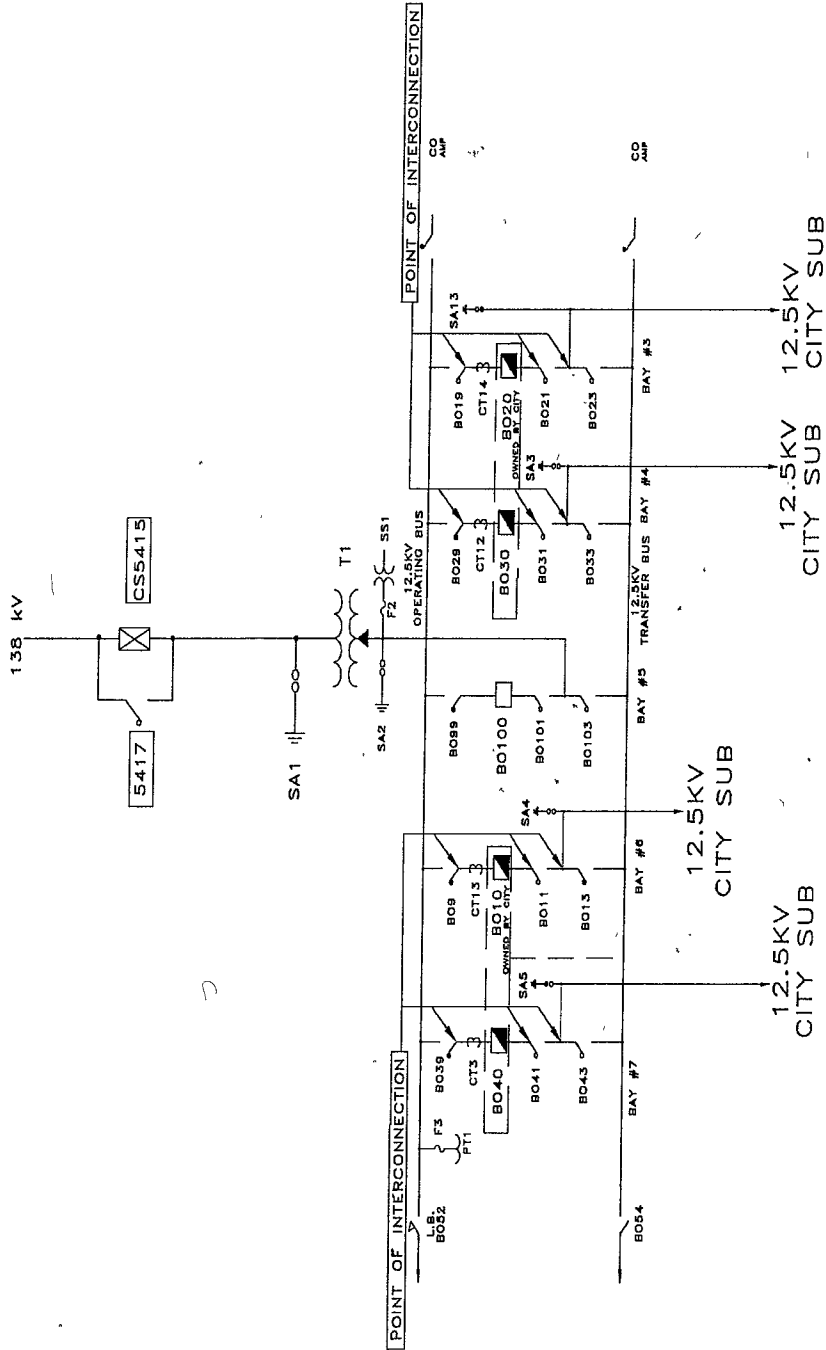 138 kV
CS5415
5417
SA1
T1
SS1
F2
SA2
12.5KV
OPERATING BUS
POINT OF INTERCONNECTION
CO
AMP
SA13
BO19
CT14
BO20
OWNED BY CITY
BO21
BO23
BAY #3
12.5KV
CITY SUB
SA3
BO29
CT12
BO30
BO31
BO33
BAY #4
12.5KV
CITY SUB
12.5KV
TRANSFER BUS
CO
AMP
BO99
BO100
BO101
BO103
BAY #5
SA4
BO9
CT13
BO10
OWNED BY CITY
BO11
BO13
BAY #6
12.5KV
CITY SUB
SA5
BO39
CT3
BO40
BO41
BO43
BAY #7
12.5KV
CITY SUB
POINT OF INTERCONNECTION
F3
PT1
L.B.
BO52
BO54